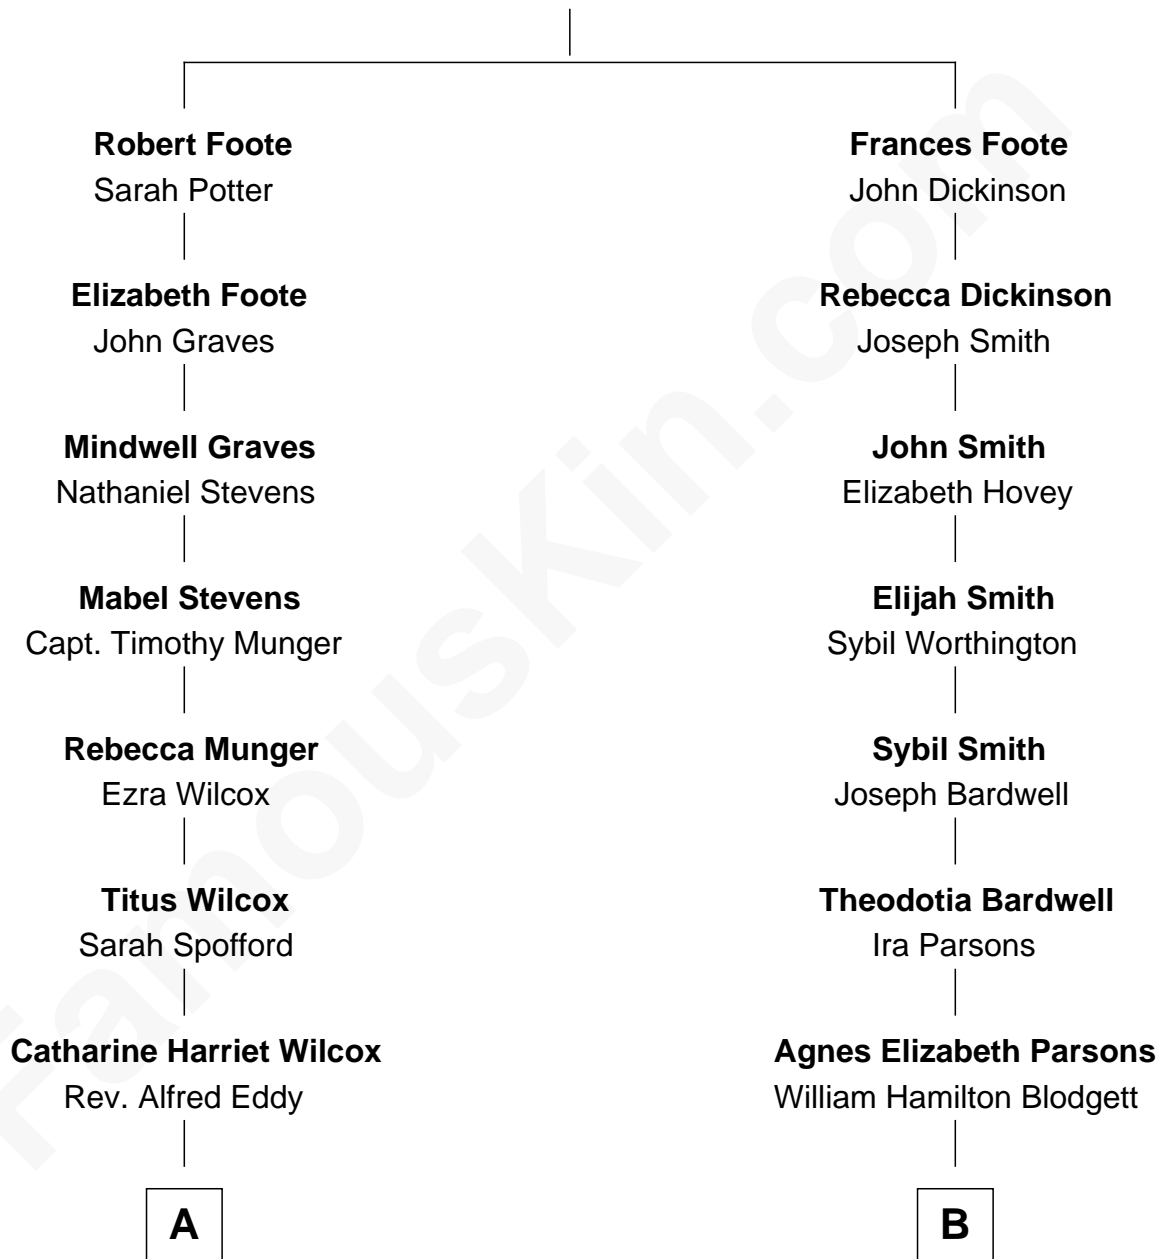 Robert Foote
Sarah Potter
Elizabeth Foote
John Graves
Mindwell Graves
Nathaniel Stevens
Mabel Stevens
Capt. Timothy Munger
Rebecca Munger
Ezra Wilcox
Titus Wilcox
Sarah Spofford
Catharine Harriet Wilcox
Rev. Alfred Eddy
A
Frances Foote
John Dickinson
Rebecca Dickinson
Joseph Smith
John Smith
Elizabeth Hovey
Elijah Smith
Sybil Worthington
Sybil Smith
Joseph Bardwell
Theodotia Bardwell
Ira Parsons
Agnes Elizabeth Parsons
William Hamilton Blodgett
B
FamousKin.com